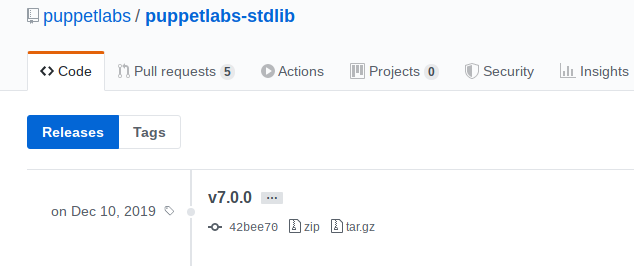 puppetlabs / puppetlabs-stdlib
Code Pull requests 5 Actions Projects 0 Security Insights
Releases Tags
v7.0.0 ...
on Dec 10, 2019
42bee70 zip tar.gz